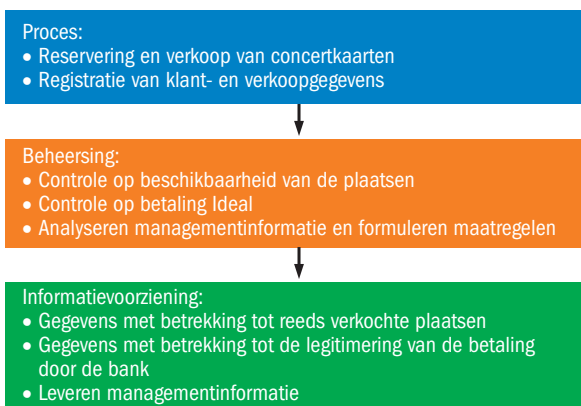 Proces:
• Reservering en verkoop van concertkaarten
• Registratie van klant- en verkoopgegevens
Beheersing:
• Controle op beschikbaarheid van de plaatsen
• Controle op betaling Ideal
• Analyseren managementinformatie en formuleren maatregelen
Informatievoorziening:
• Gegevens met betrekking tot reeds verkochte plaatsen
• Gegevens met betrekking tot de legitimering van de betaling
door de bank
• Leveren managementinformatie